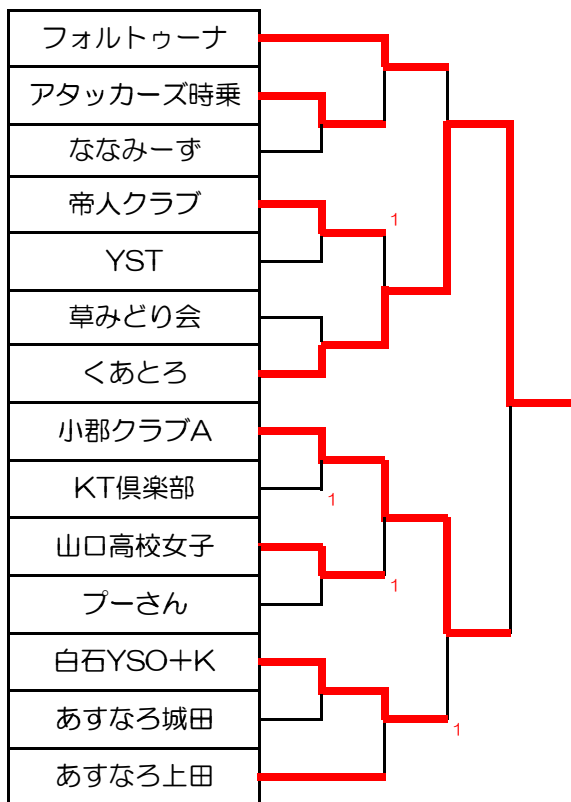 フォルトゥーナ
アタッカーズ時乗
ななみーず
帝人クラブ
1
YST
草みどり会
くあとろ
小郡クラブA
KT倶楽部
1
山口高校女子
1
プーさん
白石YSO+K
あすなろ城田
1
あすなろ上田